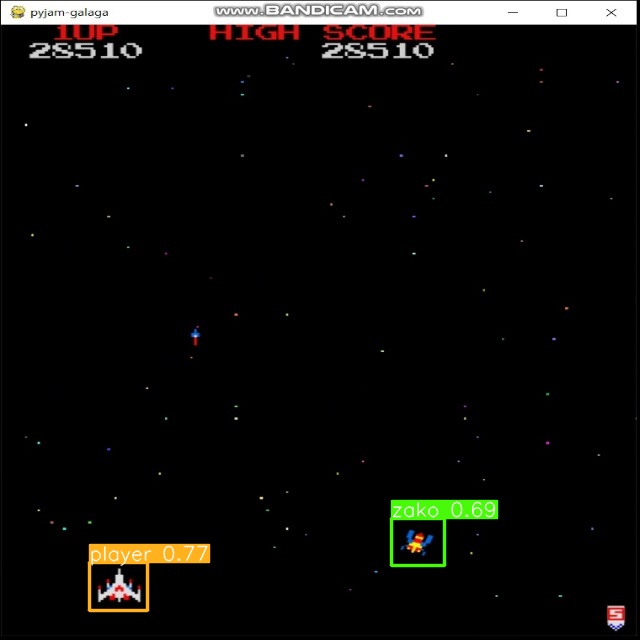 pyjam-galaga
www.BANDICAM.com
1UP HIGH SCORE
28510 28510
zako 0.69
player 0.77
5